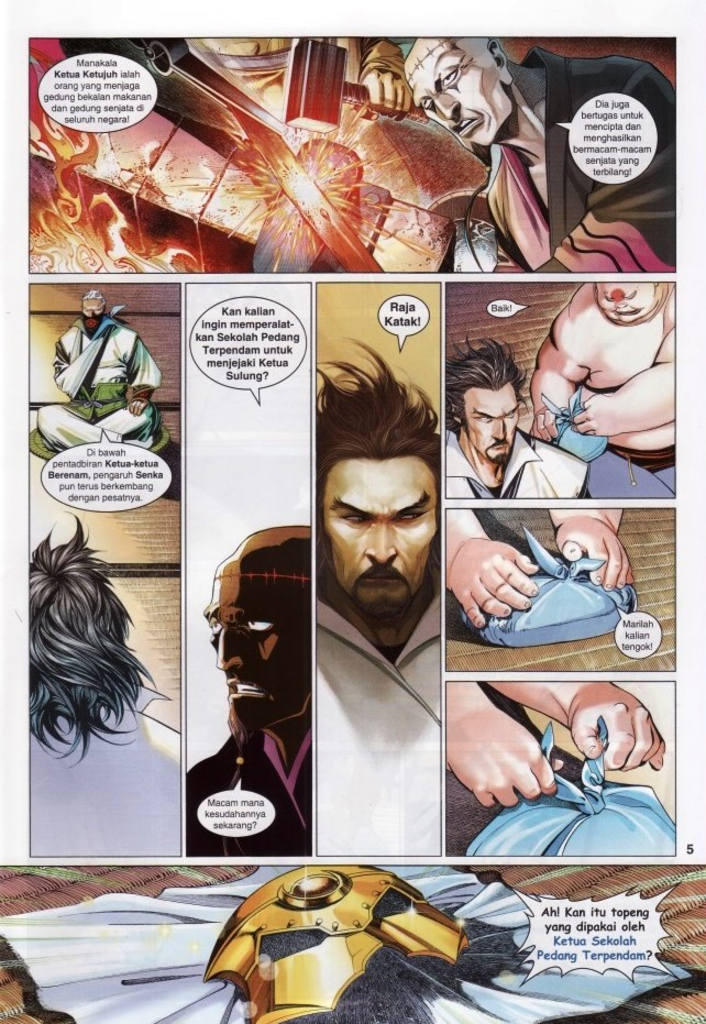 Manakala
Ketua Ketujuh ialah
orang yang menjaga
gedung bekalan makanan
dan gedung senjata di
seluruh negara!
Dia juga
bertugas untuk
mencipta dan
menghasilkan
bermacam-macam
senjata yang
terbilang!
Di bawah
pentadbiran Ketua-ketua
Berenam, pengaruh Senka
pun terus berkembang
dengan pesatnya.
Kan kalian
ingin memperalat-
kan Sekolah Pedang
Terpendam untuk
menjejaki Ketua
Sulung?
Macam mana
kesudahannya
sekarang?
Raja
Katak!
Baik!
Marilah
kalian
tengok!
5
Ah! Kan itu topeng
yang dipakai oleh
Ketua Sekolah
Pedang Terpendam?